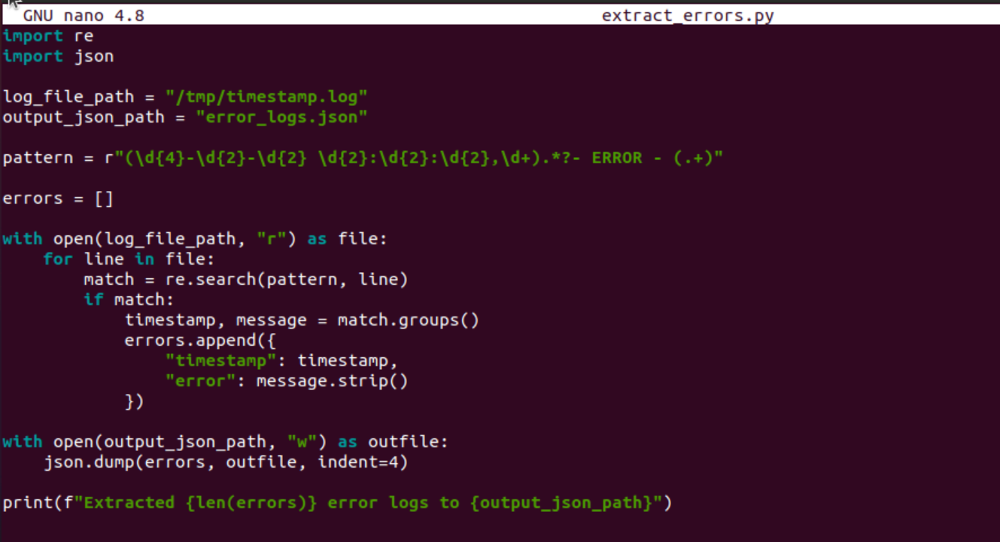 GNU nano 4.8 extract_errors.py
import re
import json
log_file_path = "/tmp/timestamp.log"
output_json_path = "error_logs.json"
pattern = r"(\d{4}-\d{2}-\d{2} \d{2}:\d{2}:\d{2},\d+).*?- ERROR - (.+)"
errors = []
with open(log_file_path, "r") as file:
    for line in file:
        match = re.search(pattern, line)
        if match:
            timestamp, message = match.groups()
            errors.append({
                "timestamp": timestamp,
                "error": message.strip()
            })
with open(output_json_path, "w") as outfile:
    json.dump(errors, outfile, indent=4)
print(f"Extracted {len(errors)} error logs to {output_json_path}")